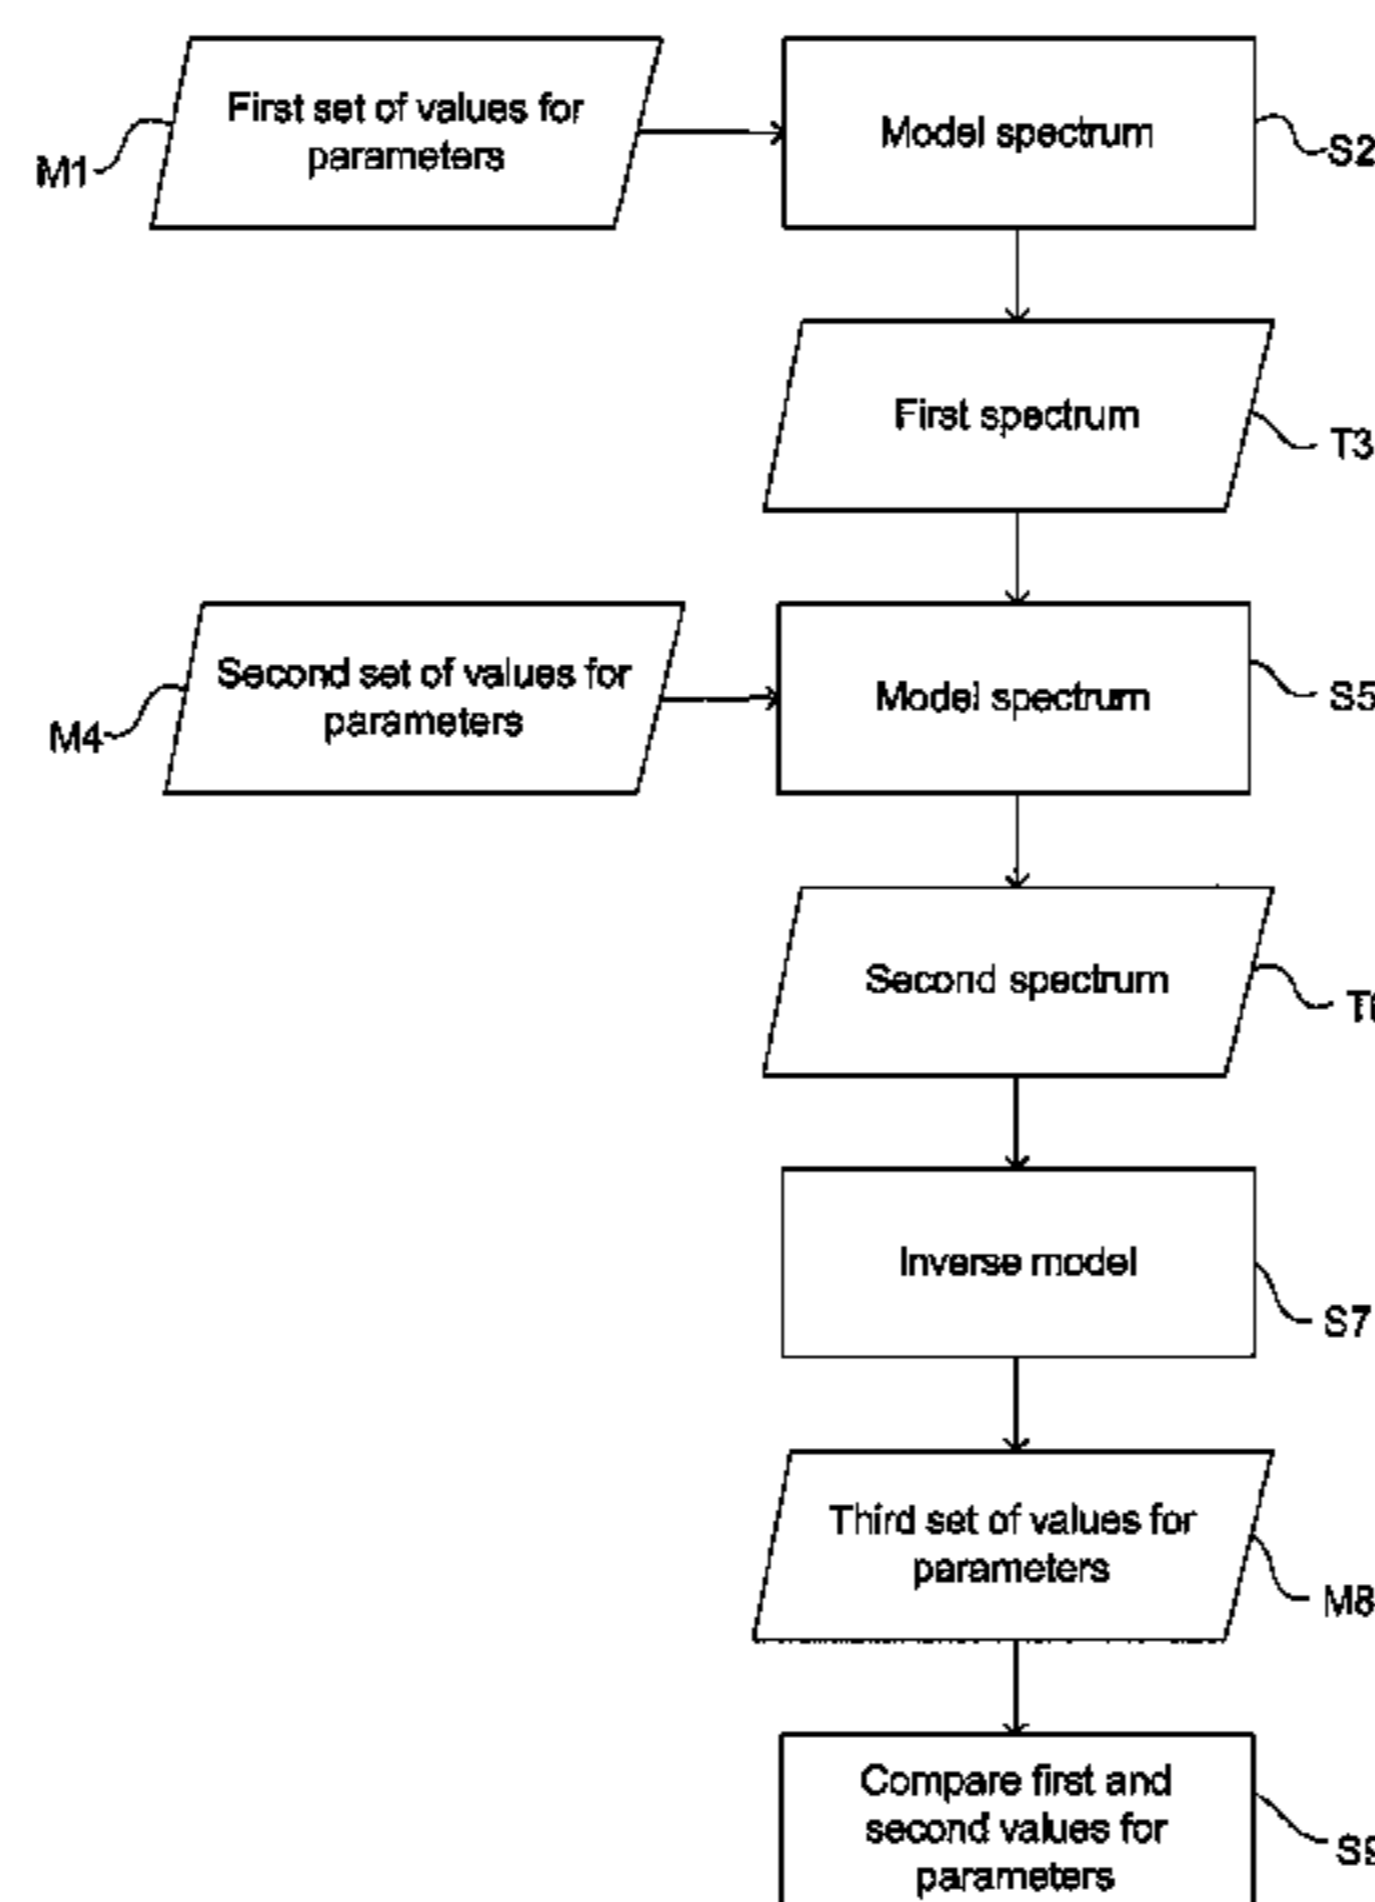 First set of values for
parameters
M1
Model spectrum
S2
First spectrum
T3
Second set of values for
parameters
M4
Model spectrum
S5
Second spectrum
Inverse model
S7
Third set of values for
parameters
M8
Compare first and
second values for
parameters
S9